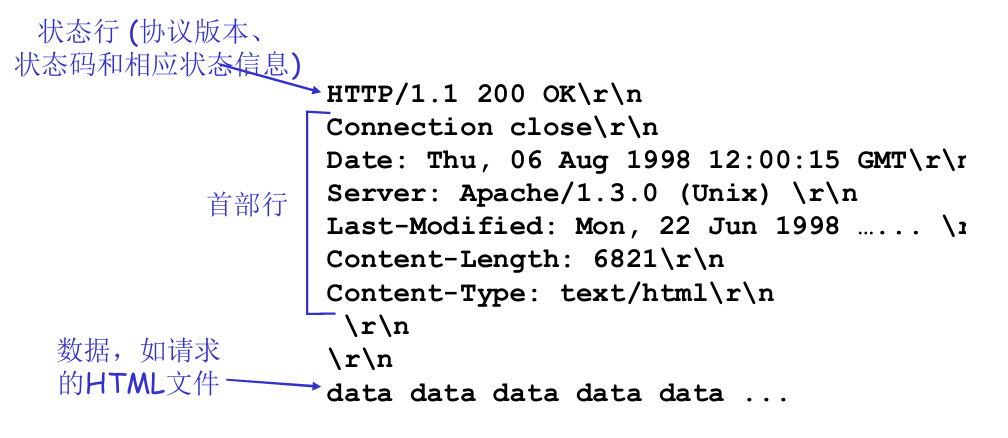 状态行 (协议版本、
状态码和相应状态信息)
HTTP/1.1 200 OK\r\n
Connection close\r\n
Date: Thu, 06 Aug 1998 12:00:15 GMT\r\n
首部行
Server: Apache/1.3.0 (Unix) \r\n
Last-Modified: Mon, 22 Jun 1998 …... \r
Content-Length: 6821\r\n
Content-Type: text/html\r\n
\r\n
\r\n
数据，如请求
的HTML文件
data data data data data ...